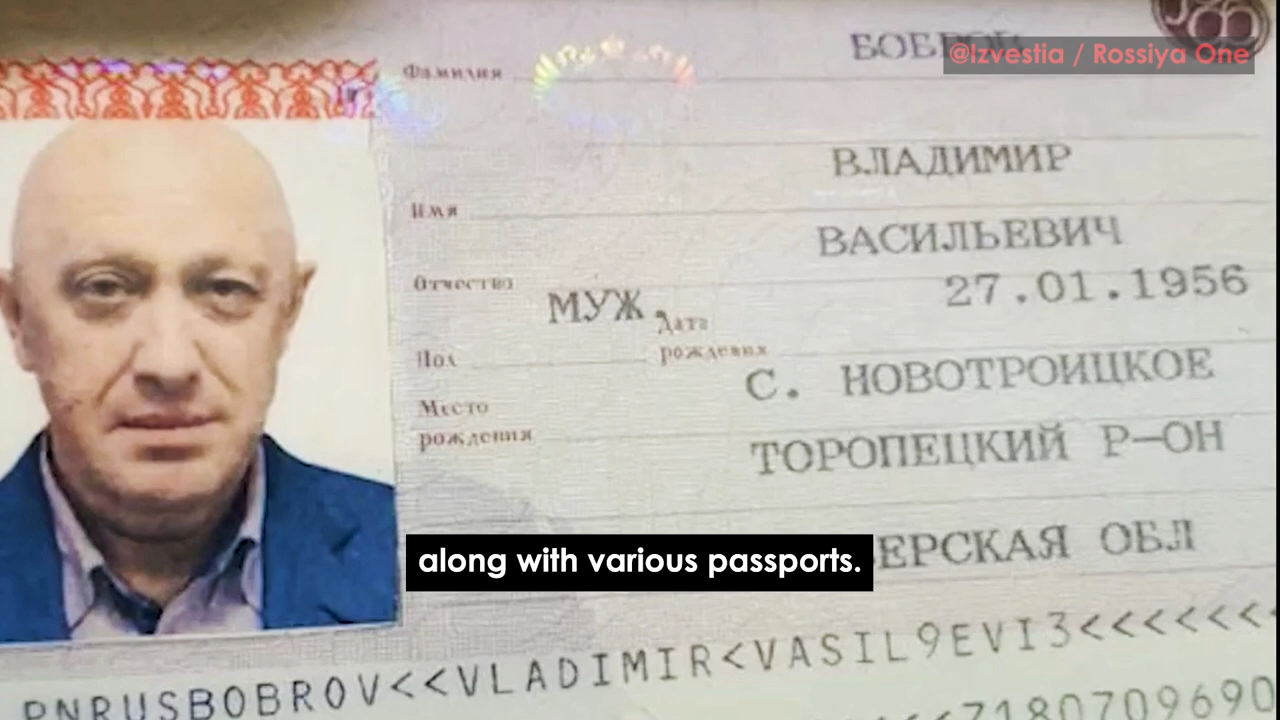 БОБРОВ
@Izvestia / Rossiya One
Фамилия
ВЛАДИМИР
Имя
ВАСИЛЬЕВИЧ
Отчество
МУЖ.
27.01.1956
Пол
Дата
рождения
С. НОВОТРОИЦКОЕ
Место
рождения
ТОРОПЕЦКИЙ Р-ОН
ЕРСКАЯ ОБЛ
along with various passports.
PNRUSBOBROV<<VLADIMIR<VASIL9EVI3<<<<<<
<<7180709690